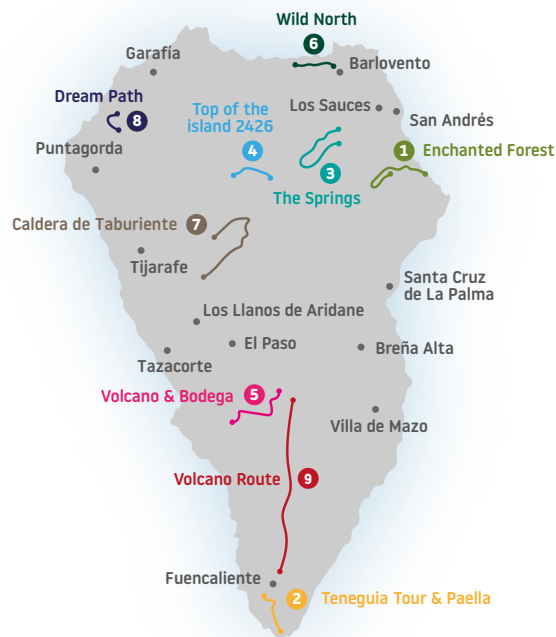 Wild North
6
Garafía
Barlovento
Dream Path
8
Top of the
island 2426
4
Los Sauces
San Andrés
Puntagorda
1 Enchanted Forest
3
The Springs
Caldera de Taburiente 7
Tijarafe
Santa Cruz
de La Palma
Los Llanos de Aridane
El Paso
Breña Alta
Tazacorte
Volcano & Bodega 5
Villa de Mazo
Volcano Route 9
Fuencaliente
2 Teneguia Tour & Paella